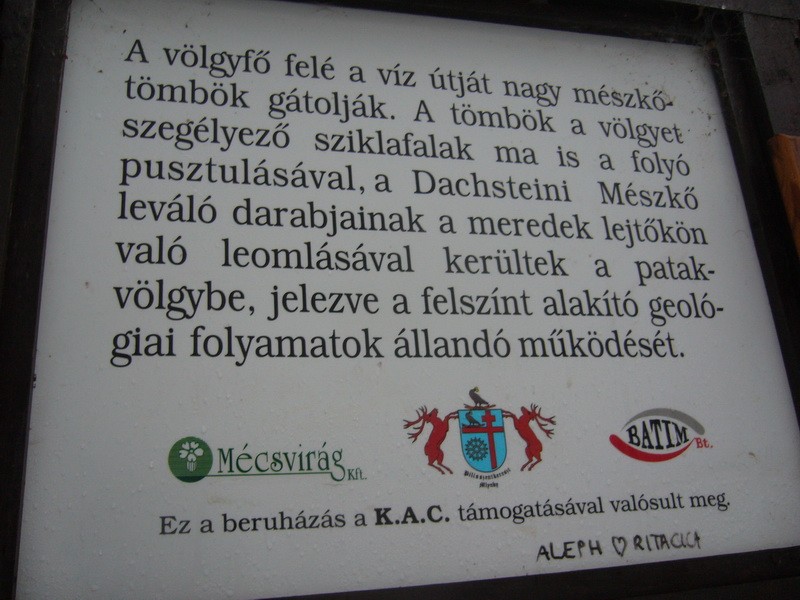 A völgyfő felé a víz útját nagy mészkő-
tömbök gátolják. A tömbök a völgyet
szegélyező sziklafalak ma is a folyó
pusztulásával, a Dachsteini Mészkő
leváló darabjainak a meredek lejtőkön
való leomlásával kerültek a patak-
völgybe, jelezve a felszínt alakító geoló-
giai folyamatok állandó működését.
Mécsvirág Kft.
BATIM Bt.
Ez a beruházás a K.A.C. támogatásával valósult meg.
ALEPH ♡ RITACICA